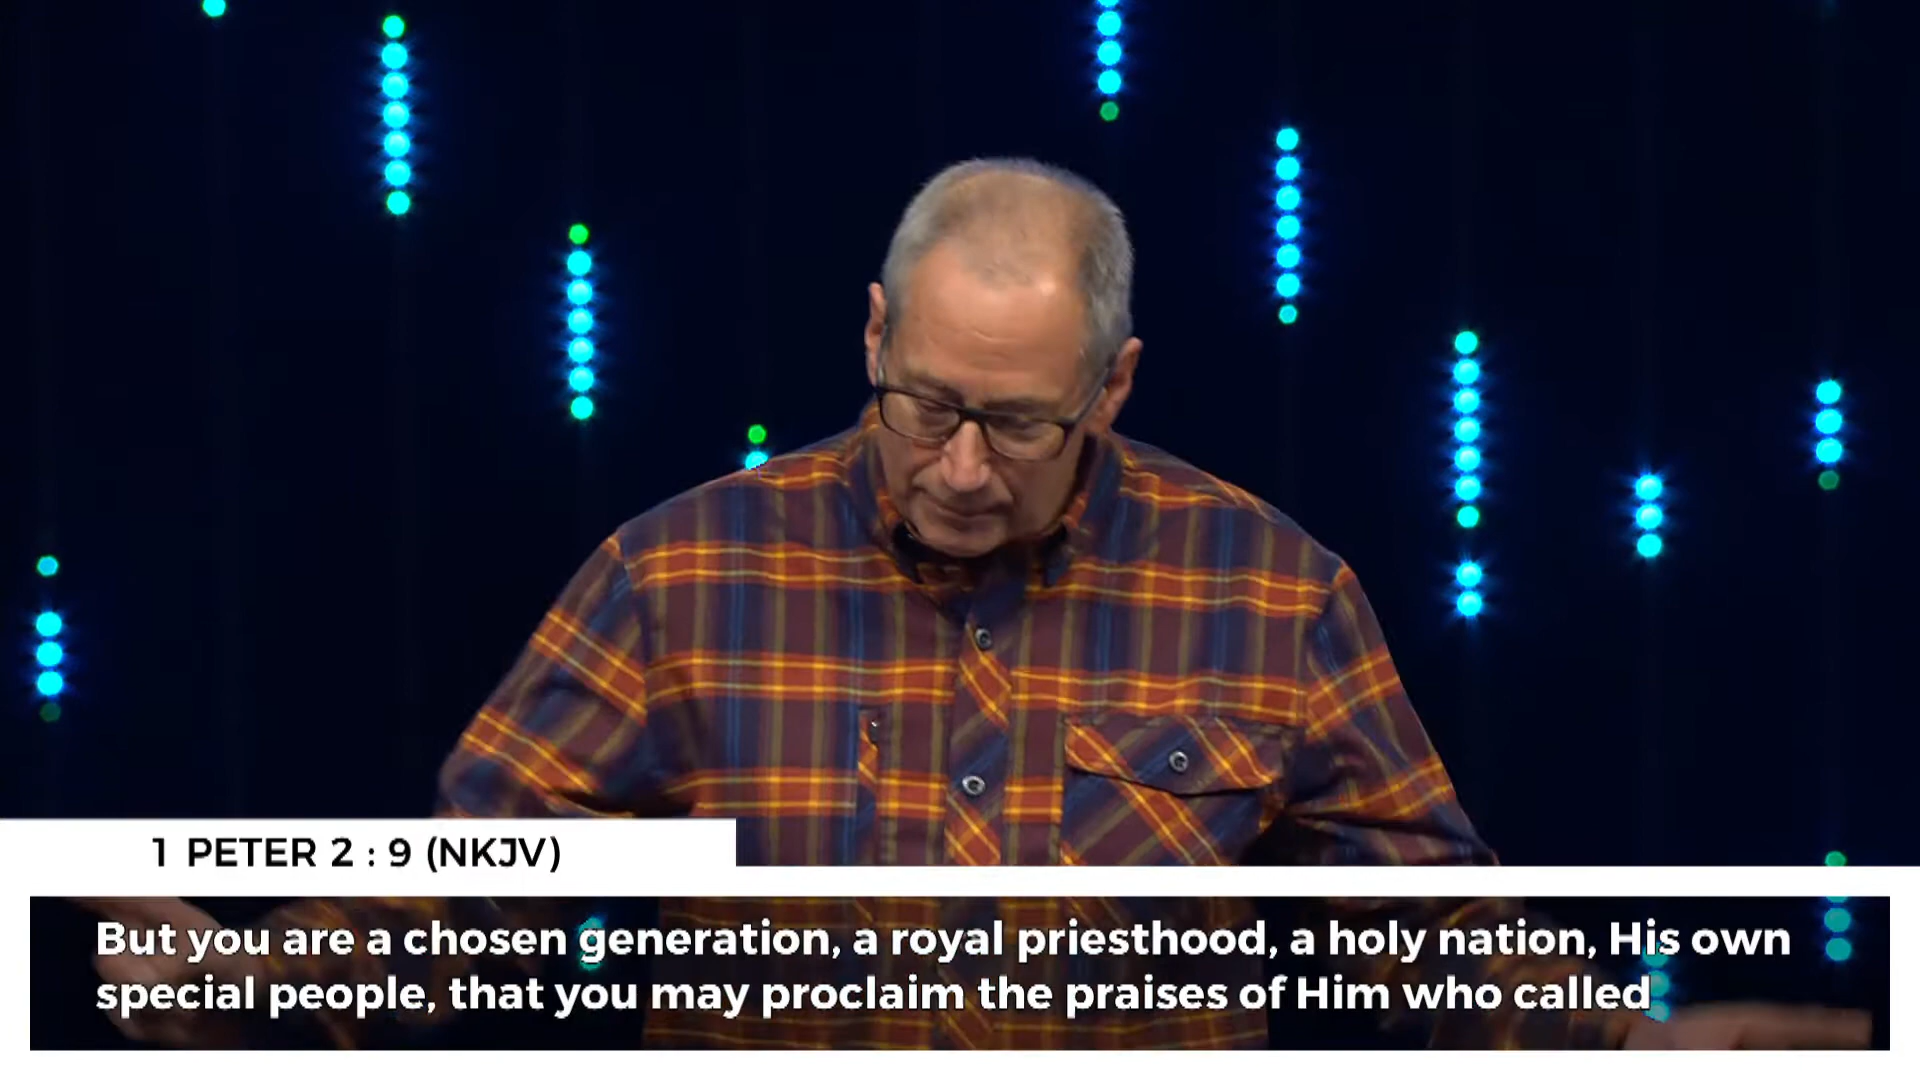 1 PETER 2 : 9 (NKJV)
But you are a chosen generation, a royal priesthood, a holy nation, His own
special people, that you may proclaim the praises of Him who called